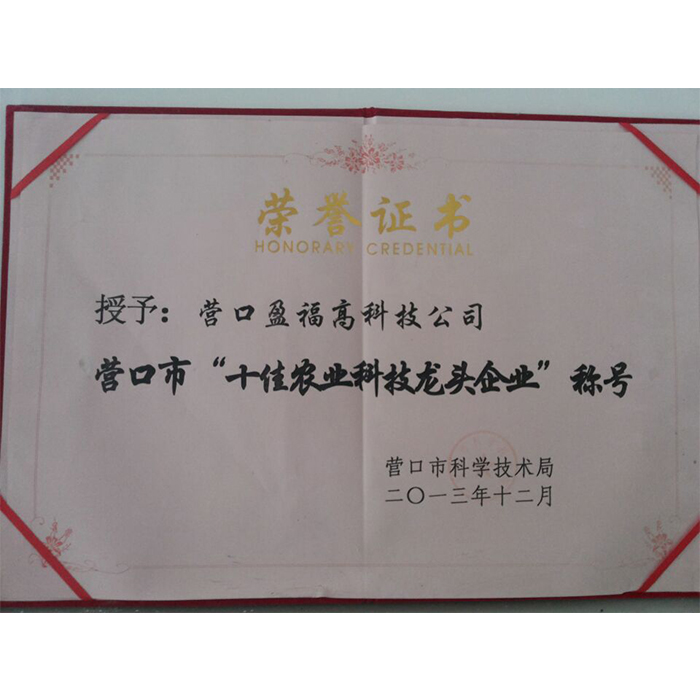 荣誉证书
HONORARY CREDENTIAL
授予：营口盈福高科技公司
营口市“十佳农业科技龙头企业”称号
营口市科学技术局
二〇一三年十二月